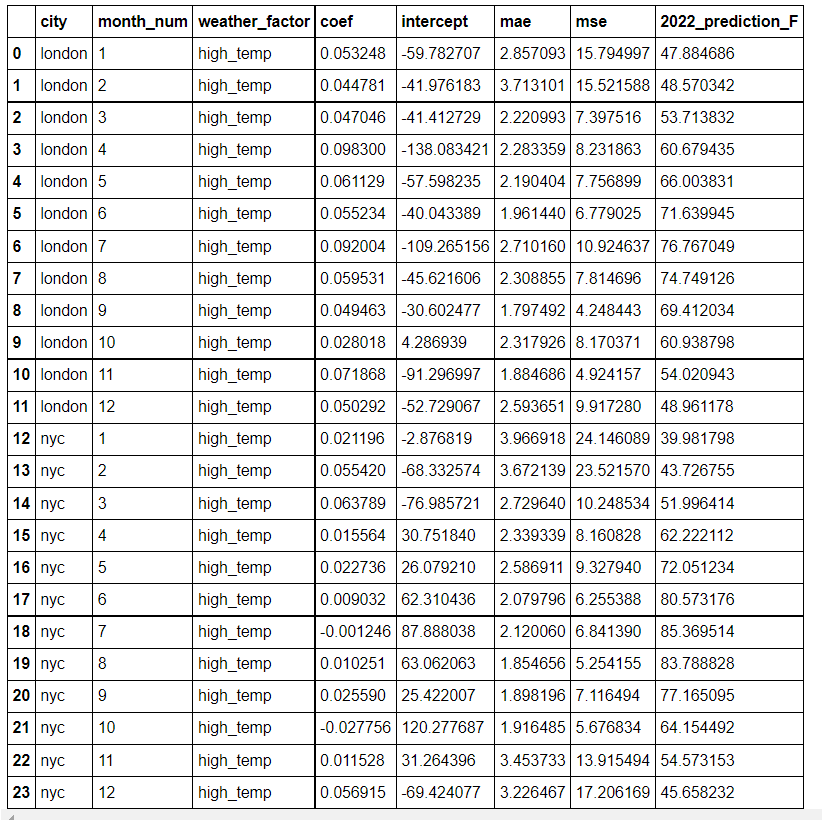 city month_num weather_factor coef intercept mae mse 2022_prediction_F
0 london 1 high_temp 0.053248 -59.782707 2.857093 15.794997 47.884686
1 london 2 high_temp 0.044781 -41.976183 3.713101 15.521588 48.570342
2 london 3 high_temp 0.047046 -41.412729 2.220993 7.397516 53.713832
3 london 4 high_temp 0.098300 -138.083421 2.283359 8.231863 60.679435
4 london 5 high_temp 0.061129 -57.598235 2.190404 7.756899 66.003831
5 london 6 high_temp 0.055234 -40.043389 1.961440 6.779025 71.639945
6 london 7 high_temp 0.092004 -109.265156 2.710160 10.924637 76.767049
7 london 8 high_temp 0.059531 -45.621606 2.308855 7.814696 74.749126
8 london 9 high_temp 0.049463 -30.602477 1.797492 4.248443 69.412034
9 london 10 high_temp 0.028018 4.286939 2.317926 8.170371 60.938798
10 london 11 high_temp 0.071868 -91.296997 1.884686 4.924157 54.020943
11 london 12 high_temp 0.050292 -52.729067 2.593651 9.917280 48.961178
12 nyc 1 high_temp 0.021196 -2.876819 3.966918 24.146089 39.981798
13 nyc 2 high_temp 0.055420 -68.332574 3.672139 23.521570 43.726755
14 nyc 3 high_temp 0.063789 -76.985721 2.729640 10.248534 51.996414
15 nyc 4 high_temp 0.015564 30.751840 2.339339 8.160828 62.222112
16 nyc 5 high_temp 0.022736 26.079210 2.586911 9.327940 72.051234
17 nyc 6 high_temp 0.009032 62.310436 2.079796 6.255388 80.573176
18 nyc 7 high_temp -0.001246 87.888038 2.120060 6.841390 85.369514
19 nyc 8 high_temp 0.010251 63.062063 1.854656 5.254155 83.788828
20 nyc 9 high_temp 0.025590 25.422007 1.898196 7.116494 77.165095
21 nyc 10 high_temp -0.027756 120.277687 1.916485 5.676834 64.154492
22 nyc 11 high_temp 0.011528 31.264396 3.453733 13.915494 54.573153
23 nyc 12 high_temp 0.056915 -69.424077 3.226467 17.206169 45.658232